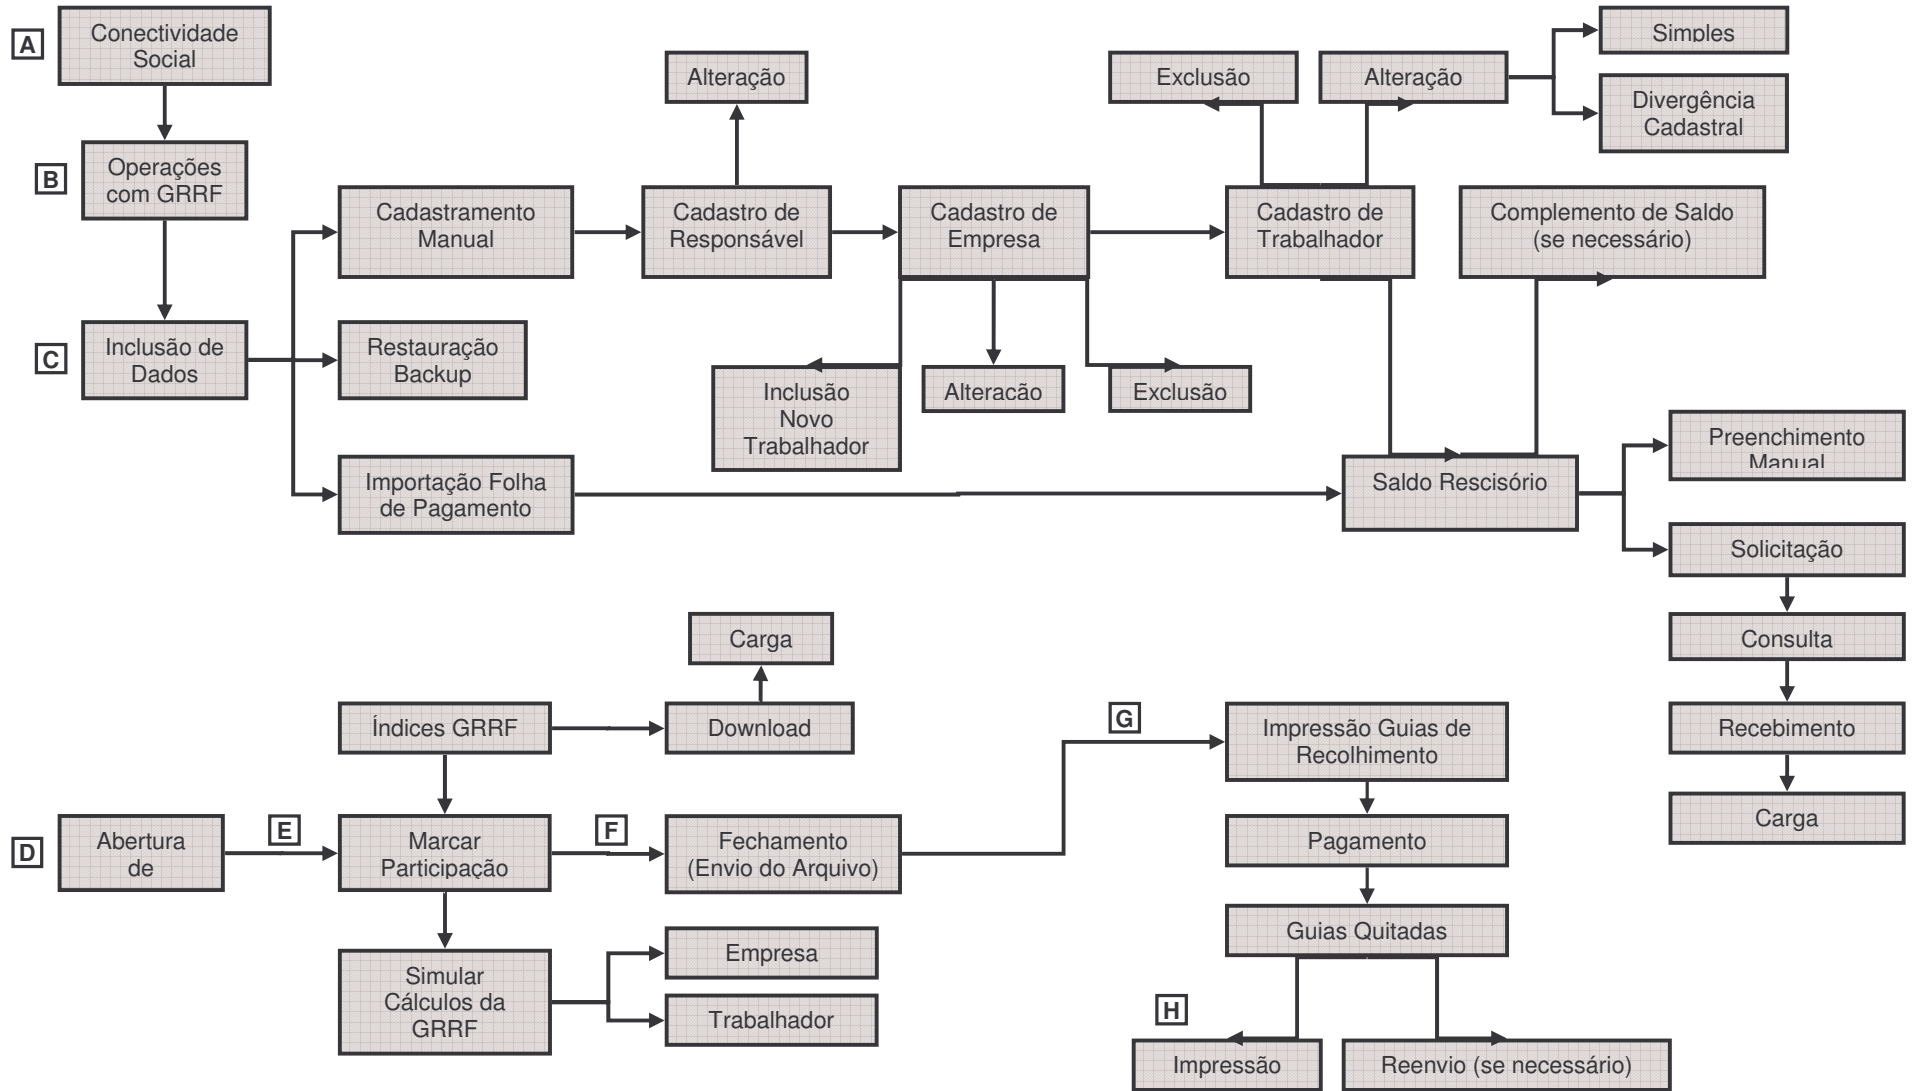 A
Conectividade
Social
B
Operações
com GRRF
C
Inclusão de
Dados
Cadastramento
Manual
Restauração
Backup
Importação Folha
de Pagamento
Alteração
Cadastro de
Responsável
Cadastro de
Empresa
Inclusão
Novo
Trabalhador
Alteracão
Exclusão
Exclusão
Alteração
Simples
Divergência
Cadastral
Cadastro de
Trabalhador
Complemento de Saldo
(se necessário)
Saldo Rescisório
Preenchimento
Manual
Solicitação
Consulta
Recebimento
Carga
D
Abertura
de
E
Índices GRRF
Download
Carga
Marcar
Participação
F
Fechamento
(Envio do Arquivo)
Simular
Cálculos da
GRRF
Empresa
Trabalhador
G
Impressão Guias de
Recolhimento
Pagamento
Guias Quitadas
H
Impressão
Reenvio (se necessário)